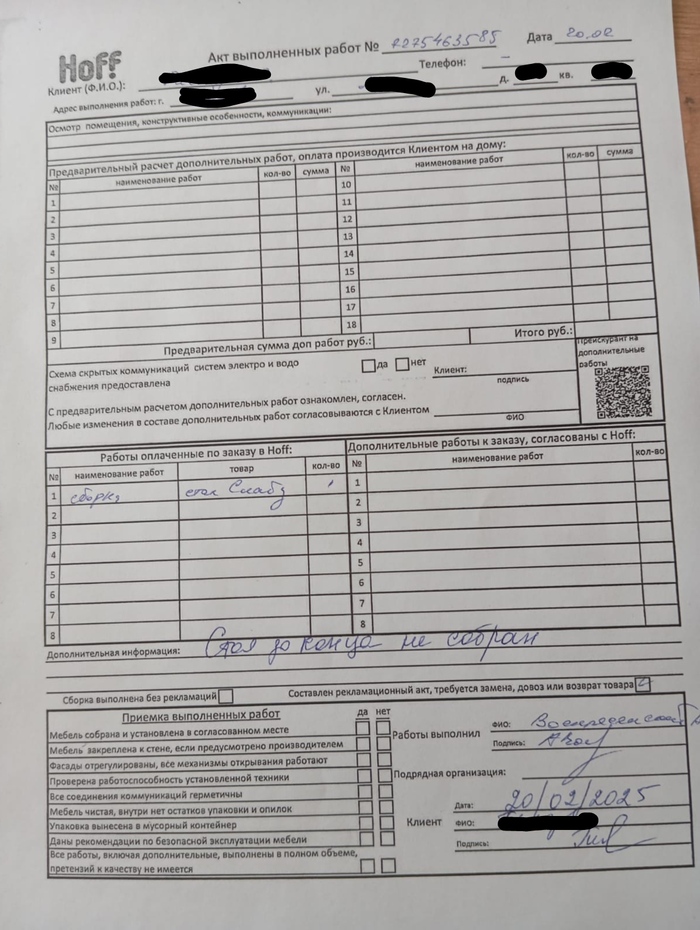 Hoff
Акт выполненных работ № 72275463585 Дата 20.02
Клиент (Ф.И.О.): Телефон: —
Адрес выполнения работ: г. ул. д. кв.
Осмотр помещения, конструктивные особенности, коммуникации:
Предварительный расчет дополнительных работ, оплата производится Клиентом на дому:
№ наименование работ кол-во сумма № наименование работ кол-во сумма
1 10
2 11
3 12
4 13
5 14
6 15
7 16
8 17
9 18
Предварительная сумма доп работ руб.: Итого руб.:
Прейскурант на
дополнительные
работы
Схема скрытых коммуникаций систем электро и водо
снабжения предоставлена
да нет Клиент:
подпись
С предварительным расчетом дополнительных работ ознакомлен, согласен.
Любые изменения в составе дополнительных работ согласовываются с Клиентом
ФИО
Работы оплаченные по заказу в Hoff: Дополнительные работы к заказу, согласованы с Hoff:
№ наименование работ товар кол-во № наименование работ кол-во
1 сборка стол 1 1
2 2
3 3
4 4
5 5
6 6
7 7
8 8
Дополнительная информация: Стол до конца не собран
Сборка выполнена без рекламаций Составлен рекламационный акт, требуется замена, довоз или возврат товара
Приемка выполненных работ да нет
Мебель собрана и установлена в согласованном месте
Мебель закреплена к стене, если предусмотрено производителем
Фасады отрегулированы, все механизмы открывания работают
Проверена работоспособность установленной техники
Все соединения коммуникаций герметичны
Мебель чистая, внутри нет остатков упаковки и опилок
Упаковка вынесена в мусорный контейнер
Даны рекомендации по безопасной эксплуатации мебели
Все работы, включая дополнительные, выполнены в полном объеме,
претензий к качеству не имеется
Работы выполнил ФИО:
Подпись:
Подрядная организация:
Дата: 20/02/2025
Клиент ФИО:
Подпись: